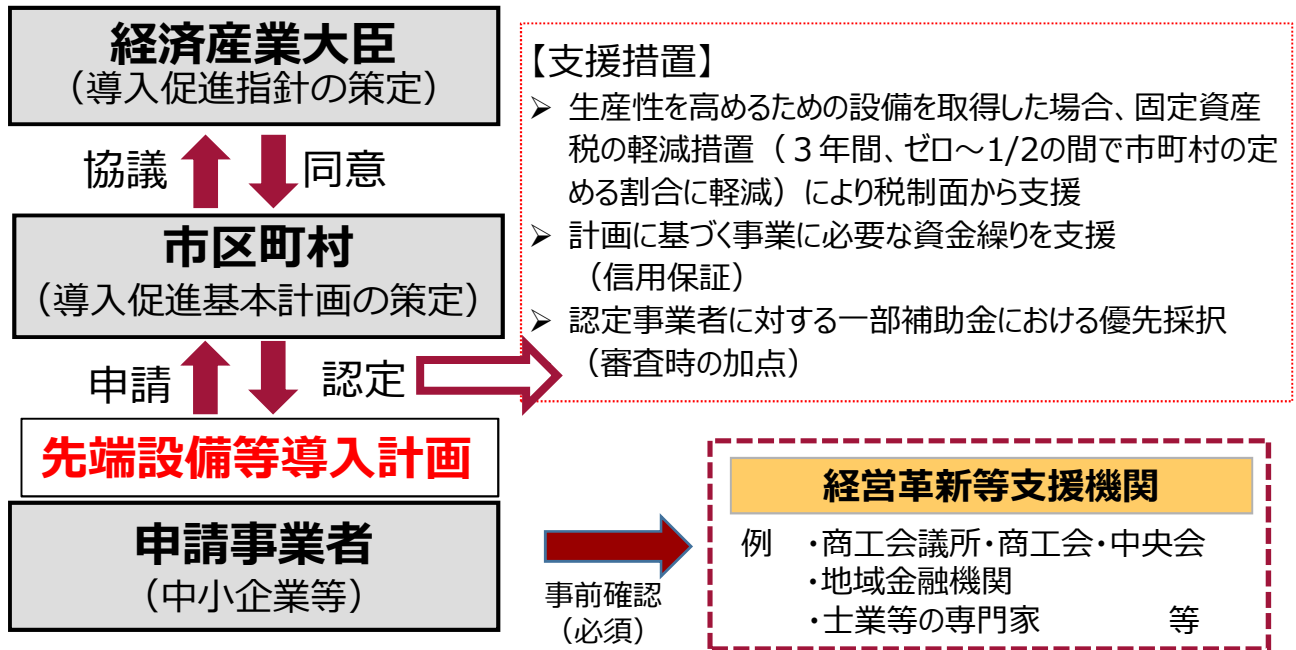 経済産業大臣
（導入促進指針の策定）
協議
同意
市区町村
（導入促進基本計画の策定）
申請
認定
先端設備等導入計画
申請事業者
（中小企業等）
【支援措置】
➢ 生産性を高めるための設備を取得した場合、固定資産
税の軽減措置（３年間、ゼロ～1/2の間で市町村の定
める割合に軽減）により税制面から支援
➢ 計画に基づく事業に必要な資金繰りを支援
（信用保証）
➢ 認定事業者に対する一部補助金における優先採択
（審査時の加点）
事前確認
（必須）
経営革新等支援機関
例 ・商工会議所・商工会・中央会
・地域金融機関
・士業等の専門家 等